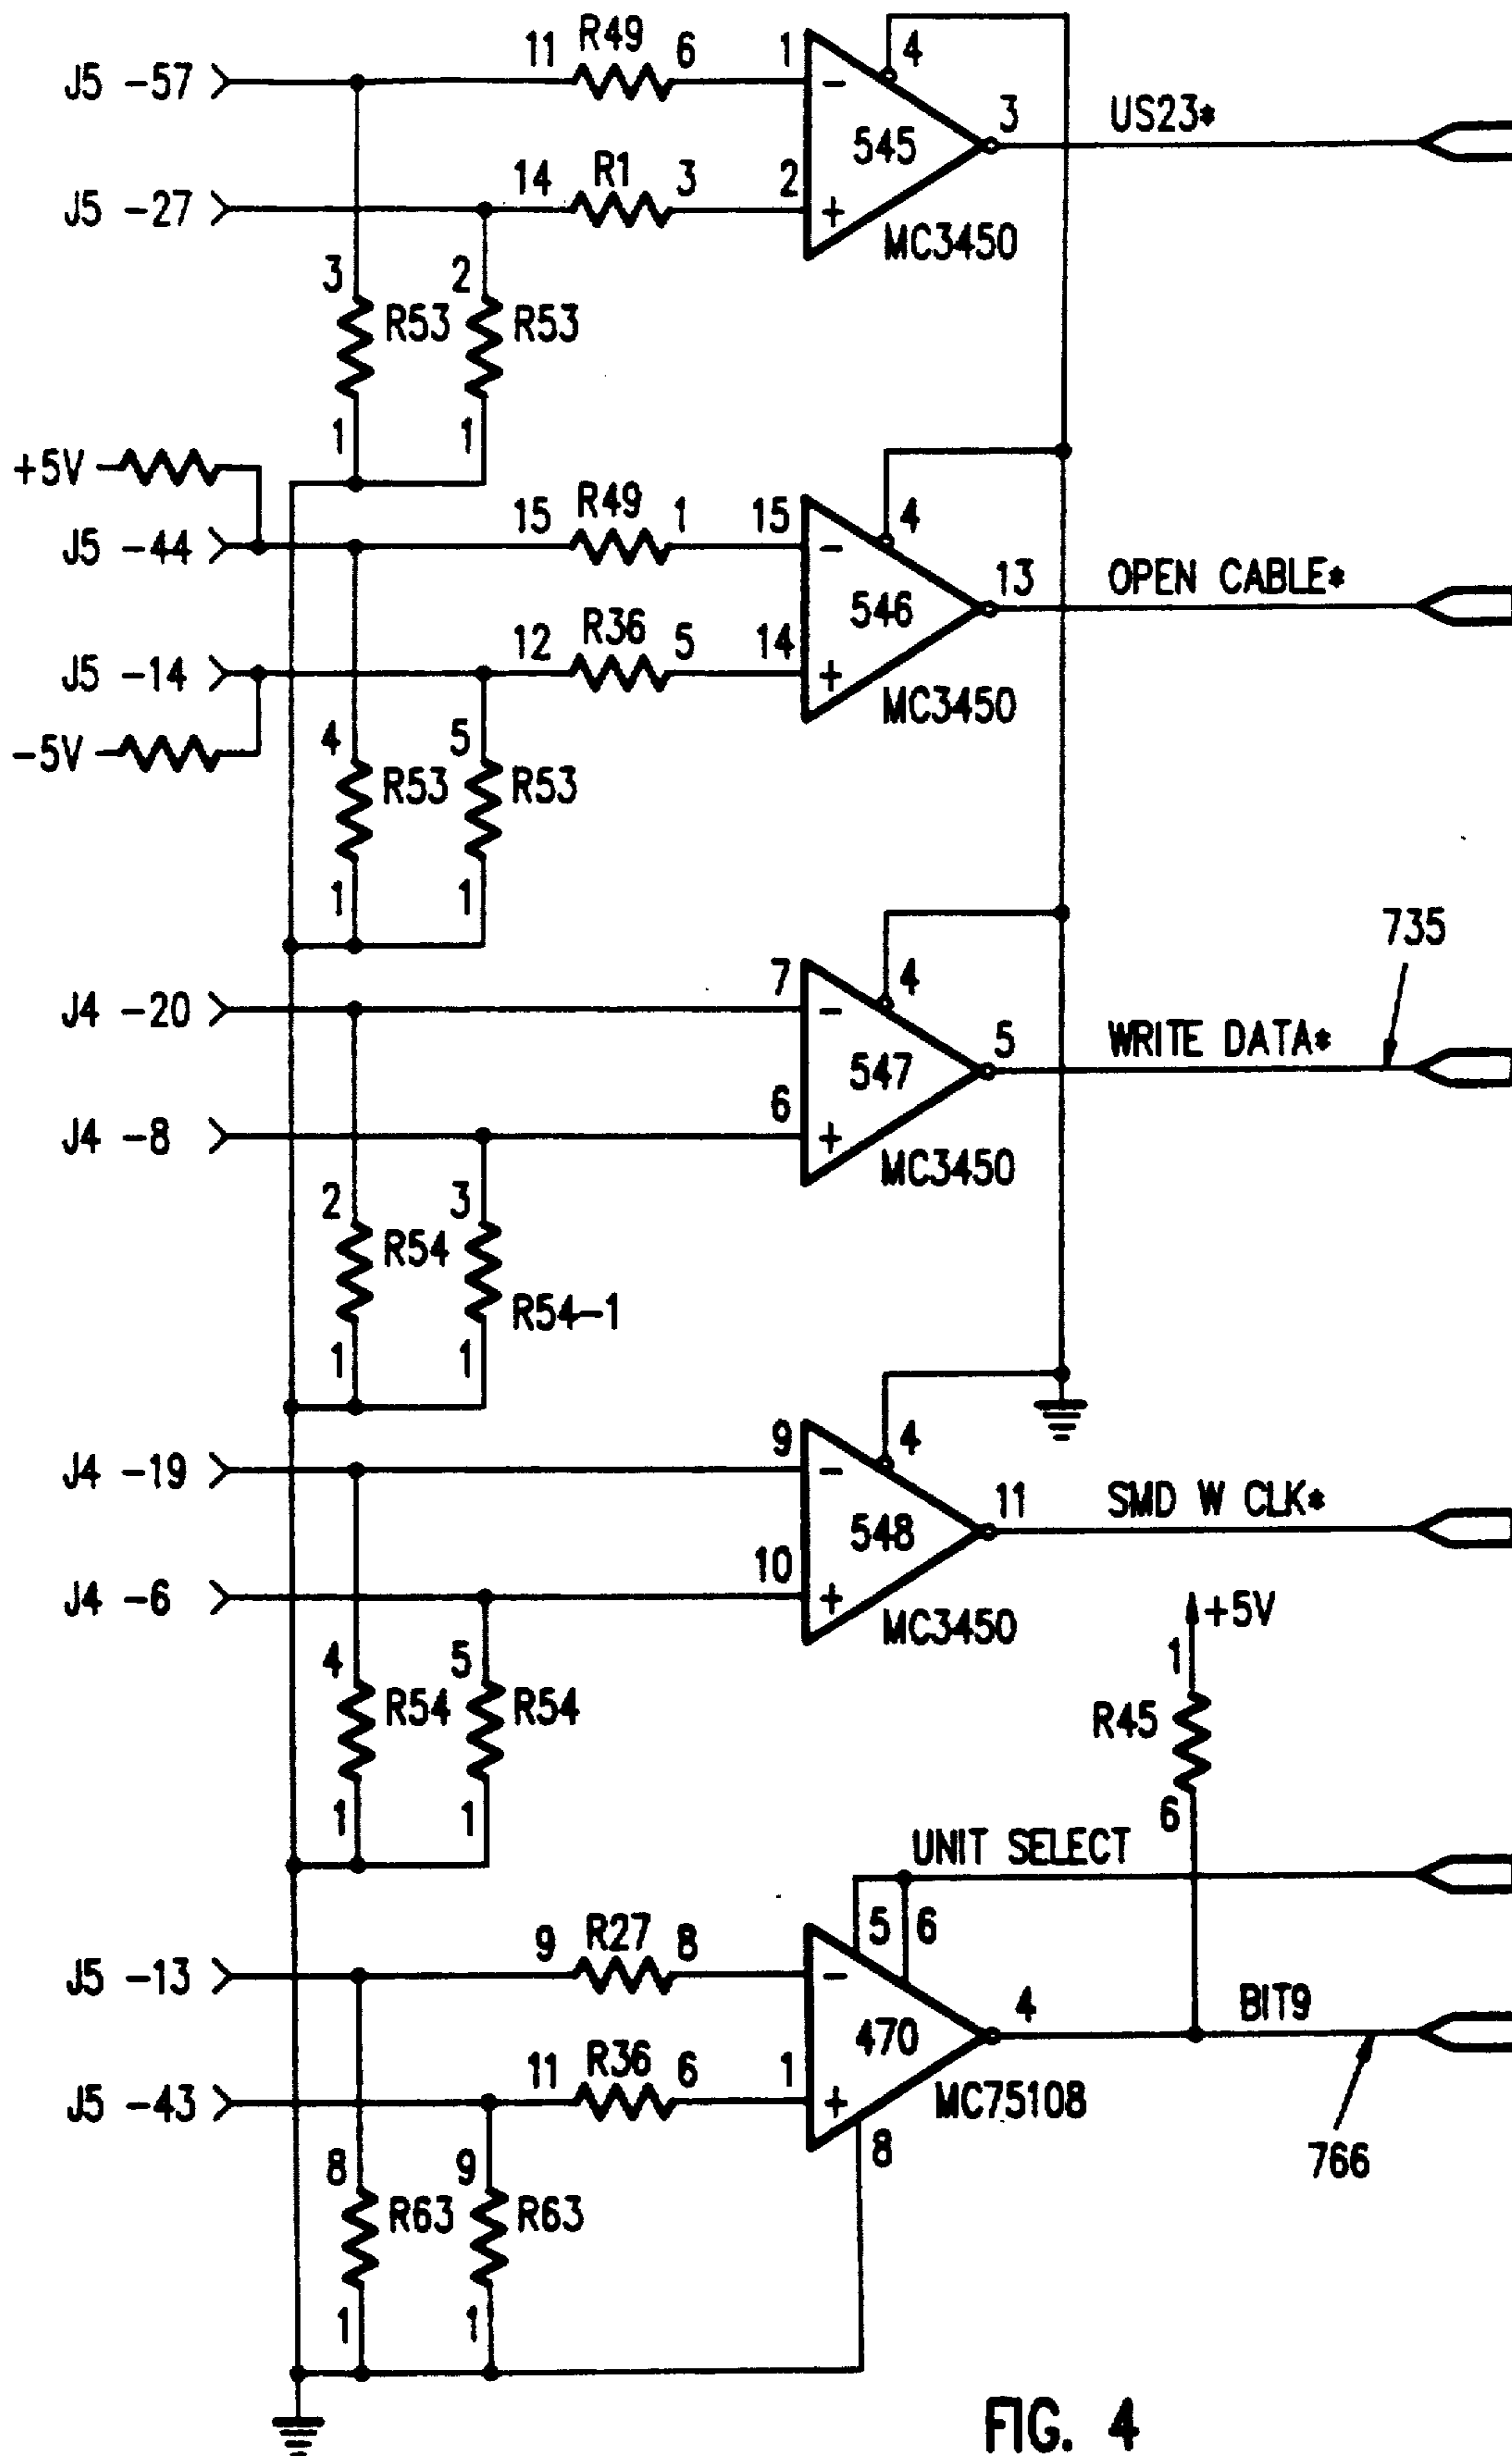 J5 -57 11 R49 6 1 - 4
545 3 US23*
J5 -27 14 R1 3 2 +
MC3450
3 R53 2 R53
1 1
+5V
J5 -44 15 R49 1 15 - 4
546 13 OPEN CABLE*
J5 -14 12 R36 5 14 +
MC3450
-5V
4 R53 5 R53
1 1
735
J4 -20 7 - 4
547 5 WRITE DATA*
J4 -8 6 +
MC3450
2 R54 3 R54-1
1 1
J4 -19 9 - 4
548 11 SMD W CLK*
J4 -6 10 +
MC3450
+5V
1
4 R54 5 R54 R45
1 1 6
UNIT SELECT
5 6
J5 -13 9 R27 8 -
470 4 BIT9
J5 -43 11 R36 6 1 +
MC75108
8 766
8 R63 9 R63
1 1
FIG. 4